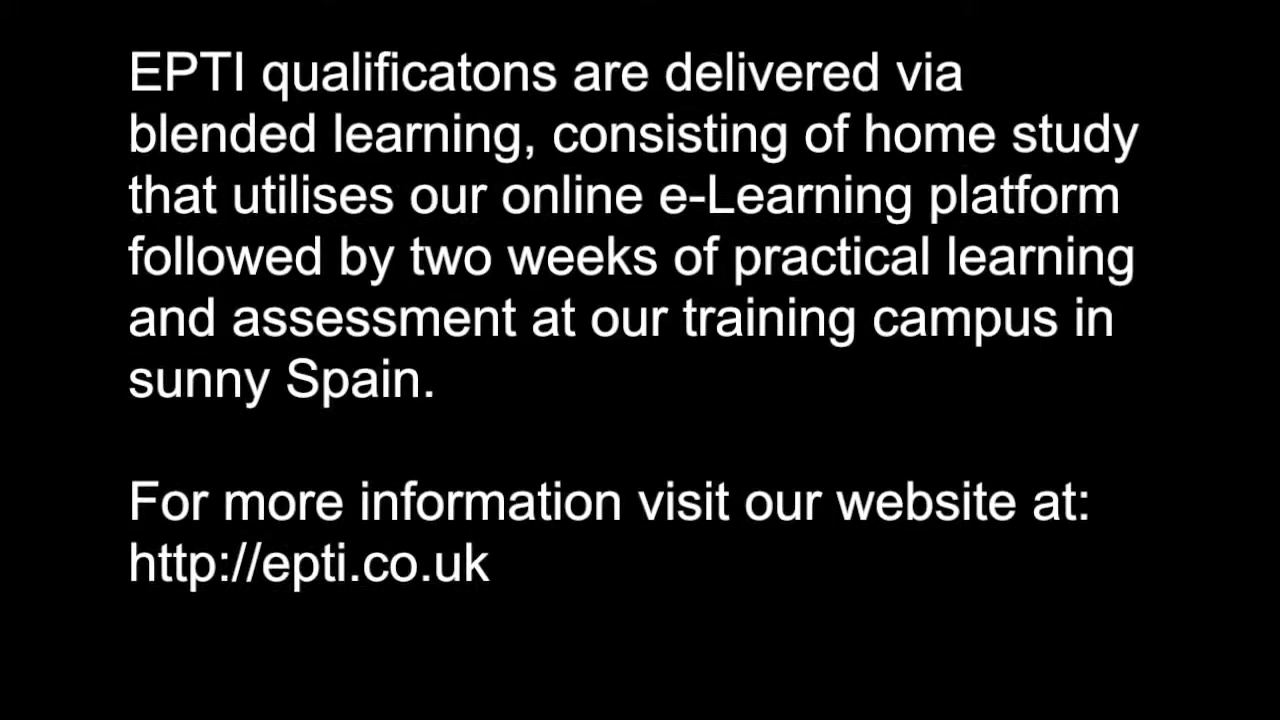 EPTI qualificatons are delivered via
blended learning, consisting of home study
that utilises our online e-Learning platform
followed by two weeks of practical learning
and assessment at our training campus in
sunny Spain.
For more information visit our website at:
http://epti.co.uk